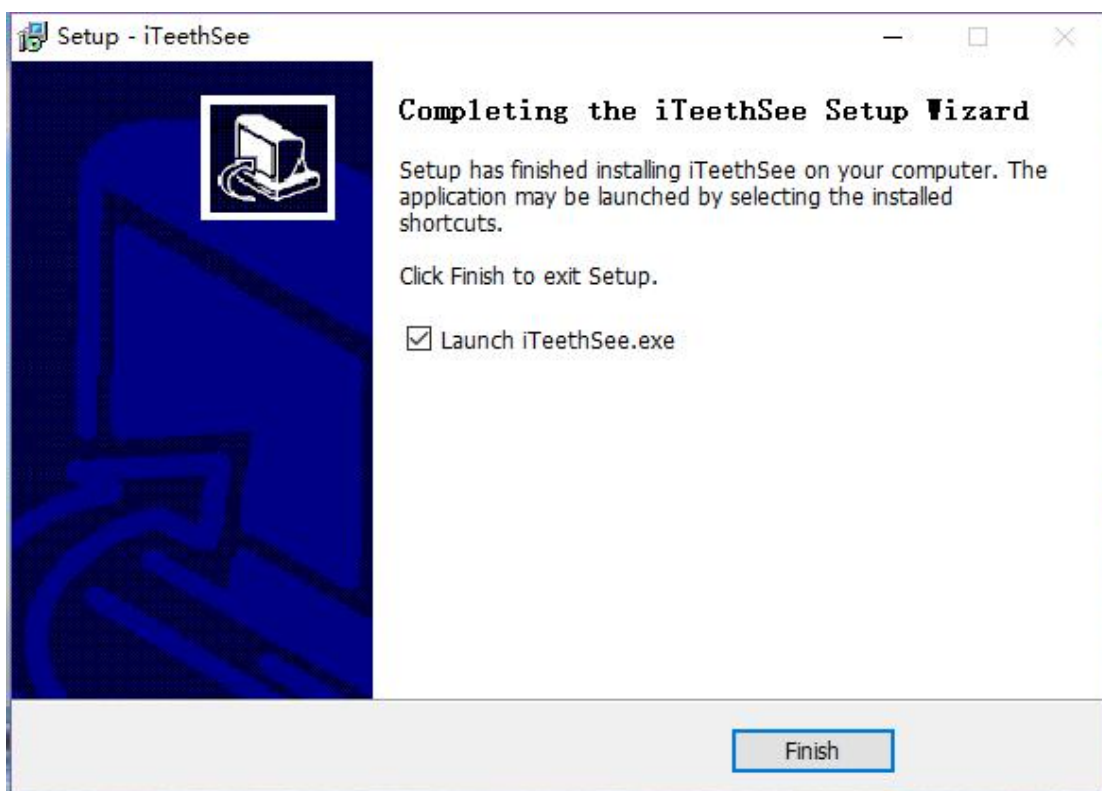 Setup - iTeethSee
Completing the iTeethSee Setup Wizard
Setup has finished installing iTeethSee on your computer. The
application may be launched by selecting the installed
shortcuts.
Click Finish to exit Setup.
Launch iTeethSee.exe
Finish